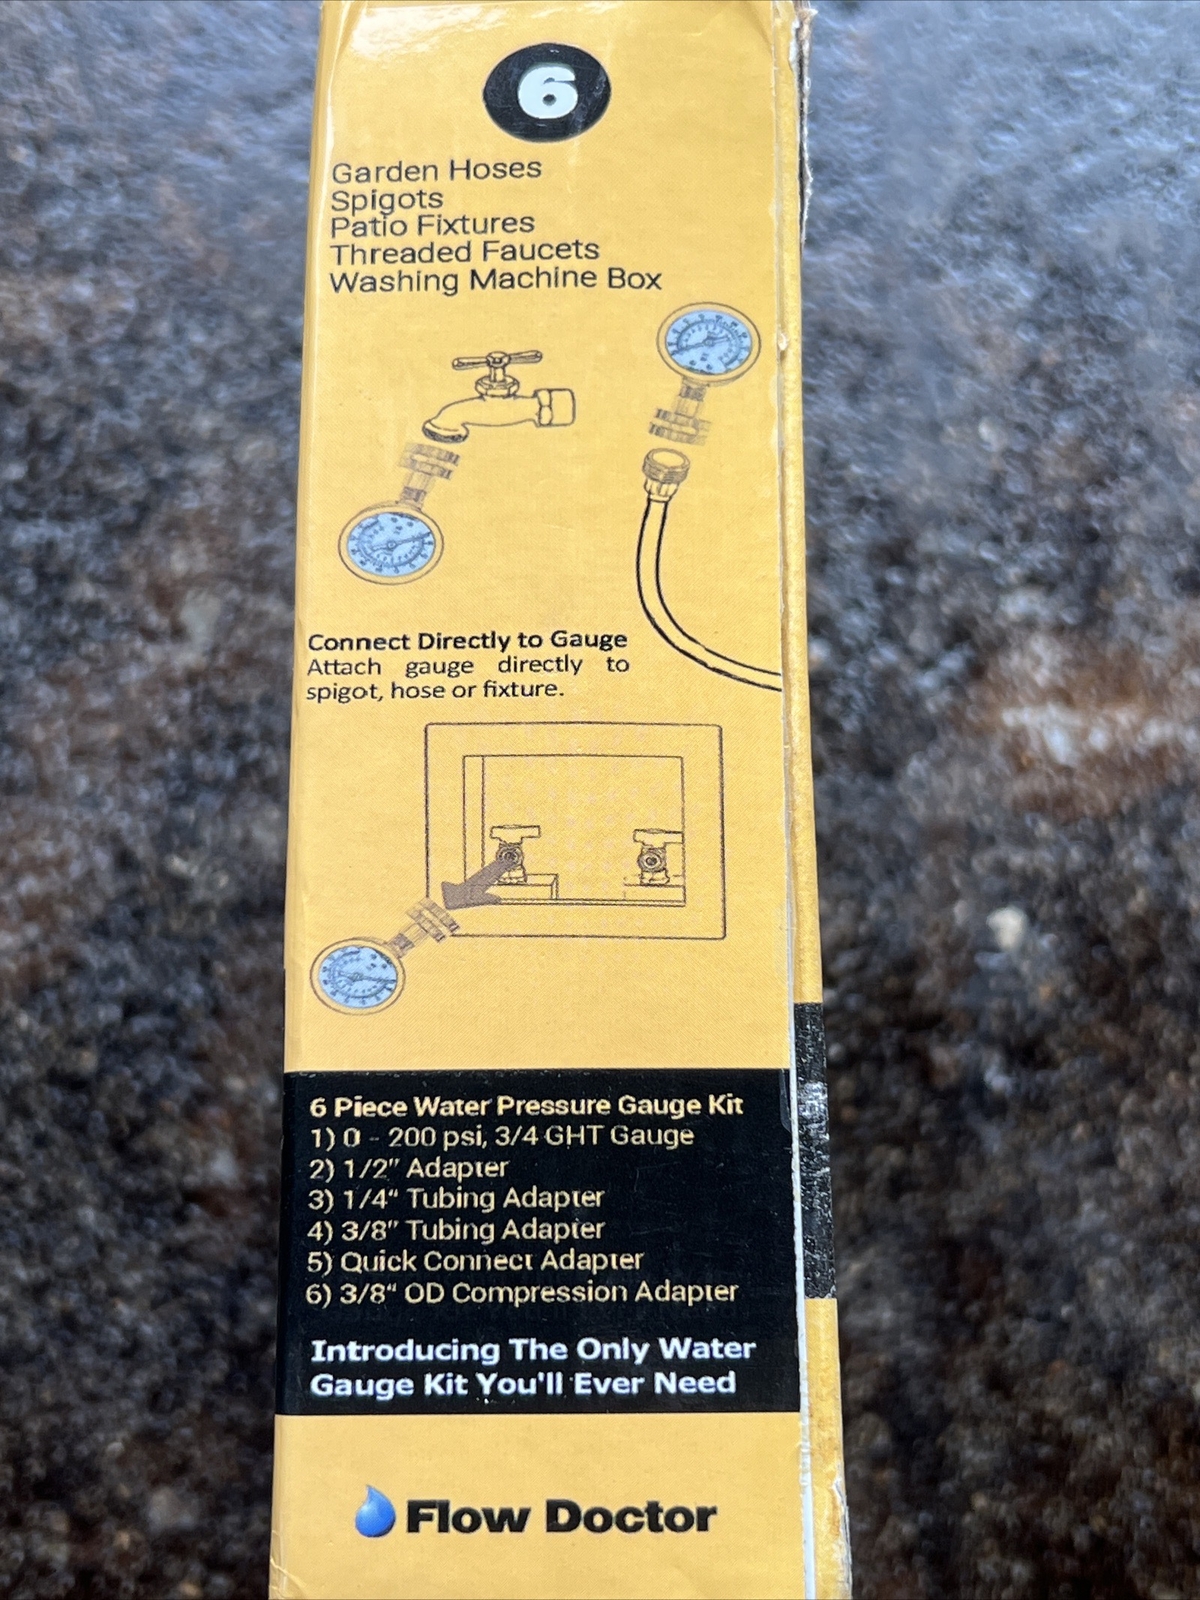 6
Garden Hoses
Spigots
Patio Fixtures
Threaded Faucets
Washing Machine Box
Connect Directly to Gauge
Attach gauge directly to
spigot, hose or fixture.
6 Piece Water Pressure Gauge Kit
1) 0 - 200 psi, 3/4 GHT Gauge
2) 1/2” Adapter
3) 1/4“ Tubing Adapter
4) 3/8” Tubing Adapter
5) Quick Connect Adapter
6) 3/8“ OD Compression Adapter
Introducing The Only Water
Gauge Kit You'll Ever Need
Flow Doctor